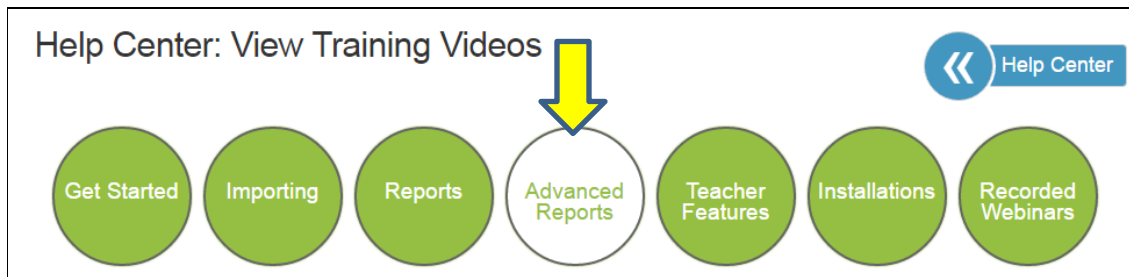 Help Center: View Training Videos
Help Center
Get Started
Importing
Reports
Advanced
Reports
Teacher
Features
Installations
Recorded
Webinars